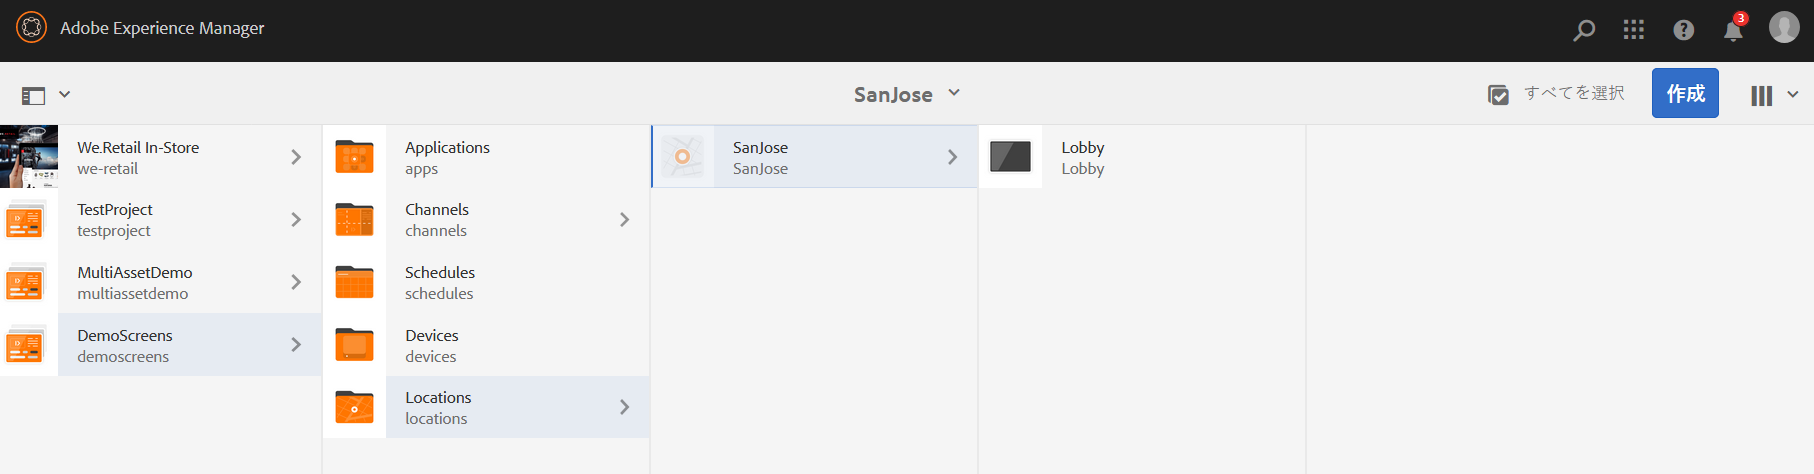 Adobe Experience Manager
3
SanJose
すべてを選択
作成
We.Retail In-Store
we-retail
TestProject
testproject
MultiAssetDemo
multiassetdemo
DemoScreens
demoscreens
Applications
apps
Channels
channels
Schedules
schedules
Devices
devices
Locations
locations
SanJose
SanJose
Lobby
Lobby